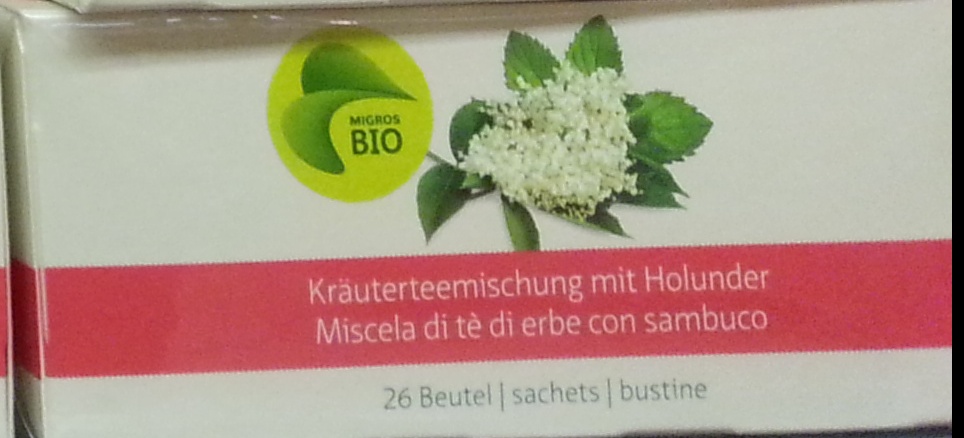 MIGROS
BIO
Kräuterteemischung mit Holunder
Miscela di tè di erbe con sambuco
26 Beutel | sachets | bustine